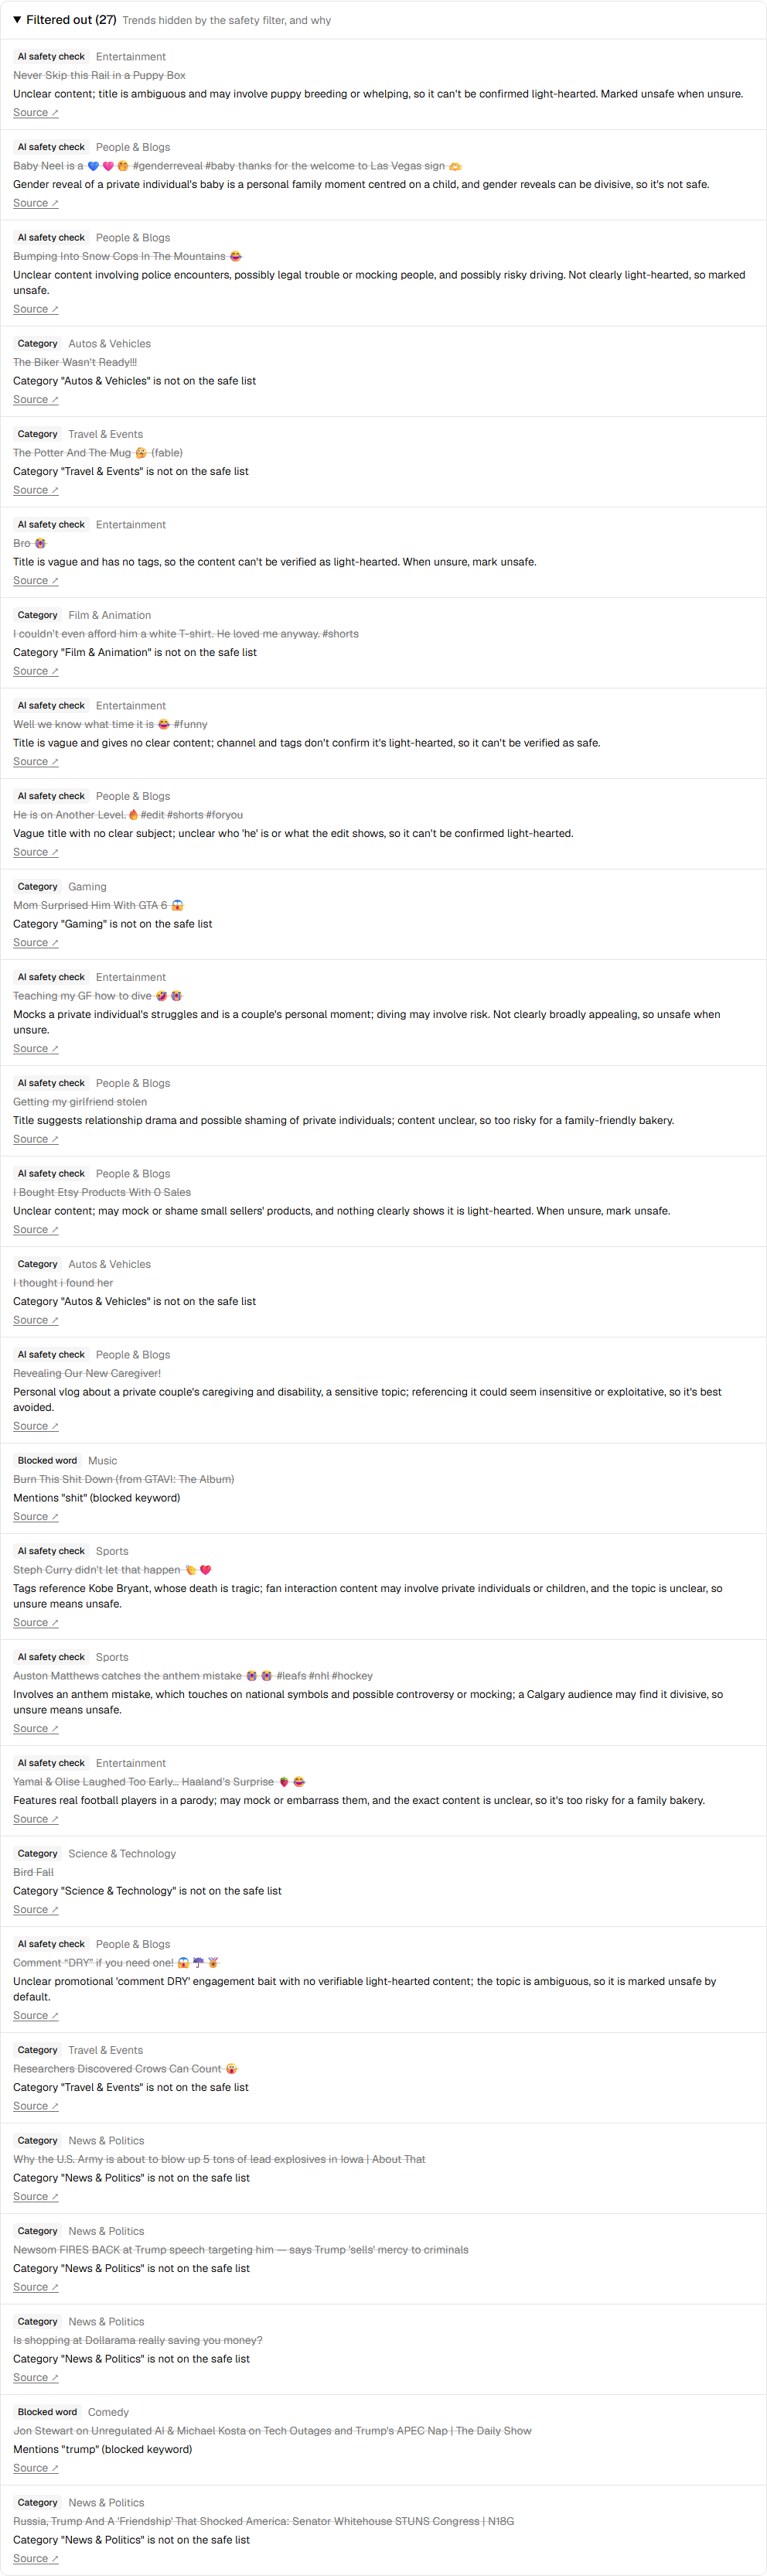 ▼ Filtered out (27) Trends hidden by the safety filter, and why
AI safety check Entertainment
Never Skip this Rail in a Puppy Box
Unclear content; title is ambiguous and may involve puppy breeding or whelping, so it can't be confirmed light-hearted. Marked unsafe when unsure.
Source ↗
AI safety check People & Blogs
Baby Neel is a 💙 💗 🤭 #genderreveal #baby thanks for the welcome to Las Vegas sign 🫶
Gender reveal of a private individual's baby is a personal family moment centred on a child, and gender reveals can be divisive, so it's not safe.
Source ↗
AI safety check People & Blogs
Bumping Into Snow Cops In The Mountains 😂
Unclear content involving police encounters, possibly legal trouble or mocking people, and possibly risky driving. Not clearly light-hearted, so marked
unsafe.
Source ↗
Category Autos & Vehicles
The Biker Wasn't Ready!!!
Category "Autos & Vehicles" is not on the safe list
Source ↗
Category Travel & Events
The Potter And The Mug 🥹 (fable)
Category "Travel & Events" is not on the safe list
Source ↗
AI safety check Entertainment
Bro 😭
Title is vague and has no tags, so the content can't be verified as light-hearted. When unsure, mark unsafe.
Source ↗
Category Film & Animation
I couldn't even afford him a white T-shirt. He loved me anyway. #shorts
Category "Film & Animation" is not on the safe list
Source ↗
AI safety check Entertainment
Well we know what time it is 😂 #funny
Title is vague and gives no clear content; channel and tags don't confirm it's light-hearted, so it can't be verified as safe.
Source ↗
AI safety check People & Blogs
He is on Another Level.🔥#edit #shorts #foryou
Vague title with no clear subject; unclear who 'he' is or what the edit shows, so it can't be confirmed light-hearted.
Source ↗
Category Gaming
Mom Surprised Him With GTA 6 😱
Category "Gaming" is not on the safe list
Source ↗
AI safety check Entertainment
Teaching my GF how to dive 🤣 😭
Mocks a private individual's struggles and is a couple's personal moment; diving may involve risk. Not clearly broadly appealing, so unsafe when
unsure.
Source ↗
AI safety check People & Blogs
Getting my girlfriend stolen
Title suggests relationship drama and possible shaming of private individuals; content unclear, so too risky for a family-friendly bakery.
Source ↗
AI safety check People & Blogs
I Bought Etsy Products With 0 Sales
Unclear content; may mock or shame small sellers' products, and nothing clearly shows it is light-hearted. When unsure, mark unsafe.
Source ↗
Category Autos & Vehicles
I thought i found her
Category "Autos & Vehicles" is not on the safe list
Source ↗
AI safety check People & Blogs
Revealing Our New Caregiver!
Personal vlog about a private couple's caregiving and disability, a sensitive topic; referencing it could seem insensitive or exploitative, so it's best
avoided.
Source ↗
Blocked word Music
Burn This Shit Down (from GTAVI: The Album)
Mentions "shit" (blocked keyword)
Source ↗
AI safety check Sports
Steph Curry didn't let that happen 👏 ❤️
Tags reference Kobe Bryant, whose death is tragic; fan interaction content may involve private individuals or children, and the topic is unclear, so
unsure means unsafe.
Source ↗
AI safety check Sports
Auston Matthews catches the anthem mistake 😭 😭 #leafs #nhl #hockey
Involves an anthem mistake, which touches on national symbols and possible controversy or mocking; a Calgary audience may find it divisive, so
unsure means unsafe.
Source ↗
AI safety check Entertainment
Yamal & Olise Laughed Too Early... Haaland's Surprise 🍓 😂
Features real football players in a parody; may mock or embarrass them, and the exact content is unclear, so it's too risky for a family bakery.
Source ↗
Category Science & Technology
Bird Fall
Category "Science & Technology" is not on the safe list
Source ↗
AI safety check People & Blogs
Comment "DRY" if you need one! 😱 ☂️ 🏅
Unclear promotional 'comment DRY' engagement bait with no verifiable light-hearted content; the topic is ambiguous, so it is marked unsafe by
default.
Source ↗
Category Travel & Events
Researchers Discovered Crows Can Count 😲
Category "Travel & Events" is not on the safe list
Source ↗
Category News & Politics
Why the U.S. Army is about to blow up 5 tons of lead explosives in Iowa | About That
Category "News & Politics" is not on the safe list
Source ↗
Category News & Politics
Newsom FIRES BACK at Trump speech targeting him — says Trump 'sells' mercy to criminals
Category "News & Politics" is not on the safe list
Source ↗
Category News & Politics
Is shopping at Dollarama really saving you money?
Category "News & Politics" is not on the safe list
Source ↗
Blocked word Comedy
Jon Stewart on Unregulated AI & Michael Kosta on Tech Outages and Trump's APEC Nap | The Daily Show
Mentions "trump" (blocked keyword)
Source ↗
Category News & Politics
Russia, Trump And A 'Friendship' That Shocked America: Senator Whitehouse STUNS Congress | N18G
Category "News & Politics" is not on the safe list
Source ↗